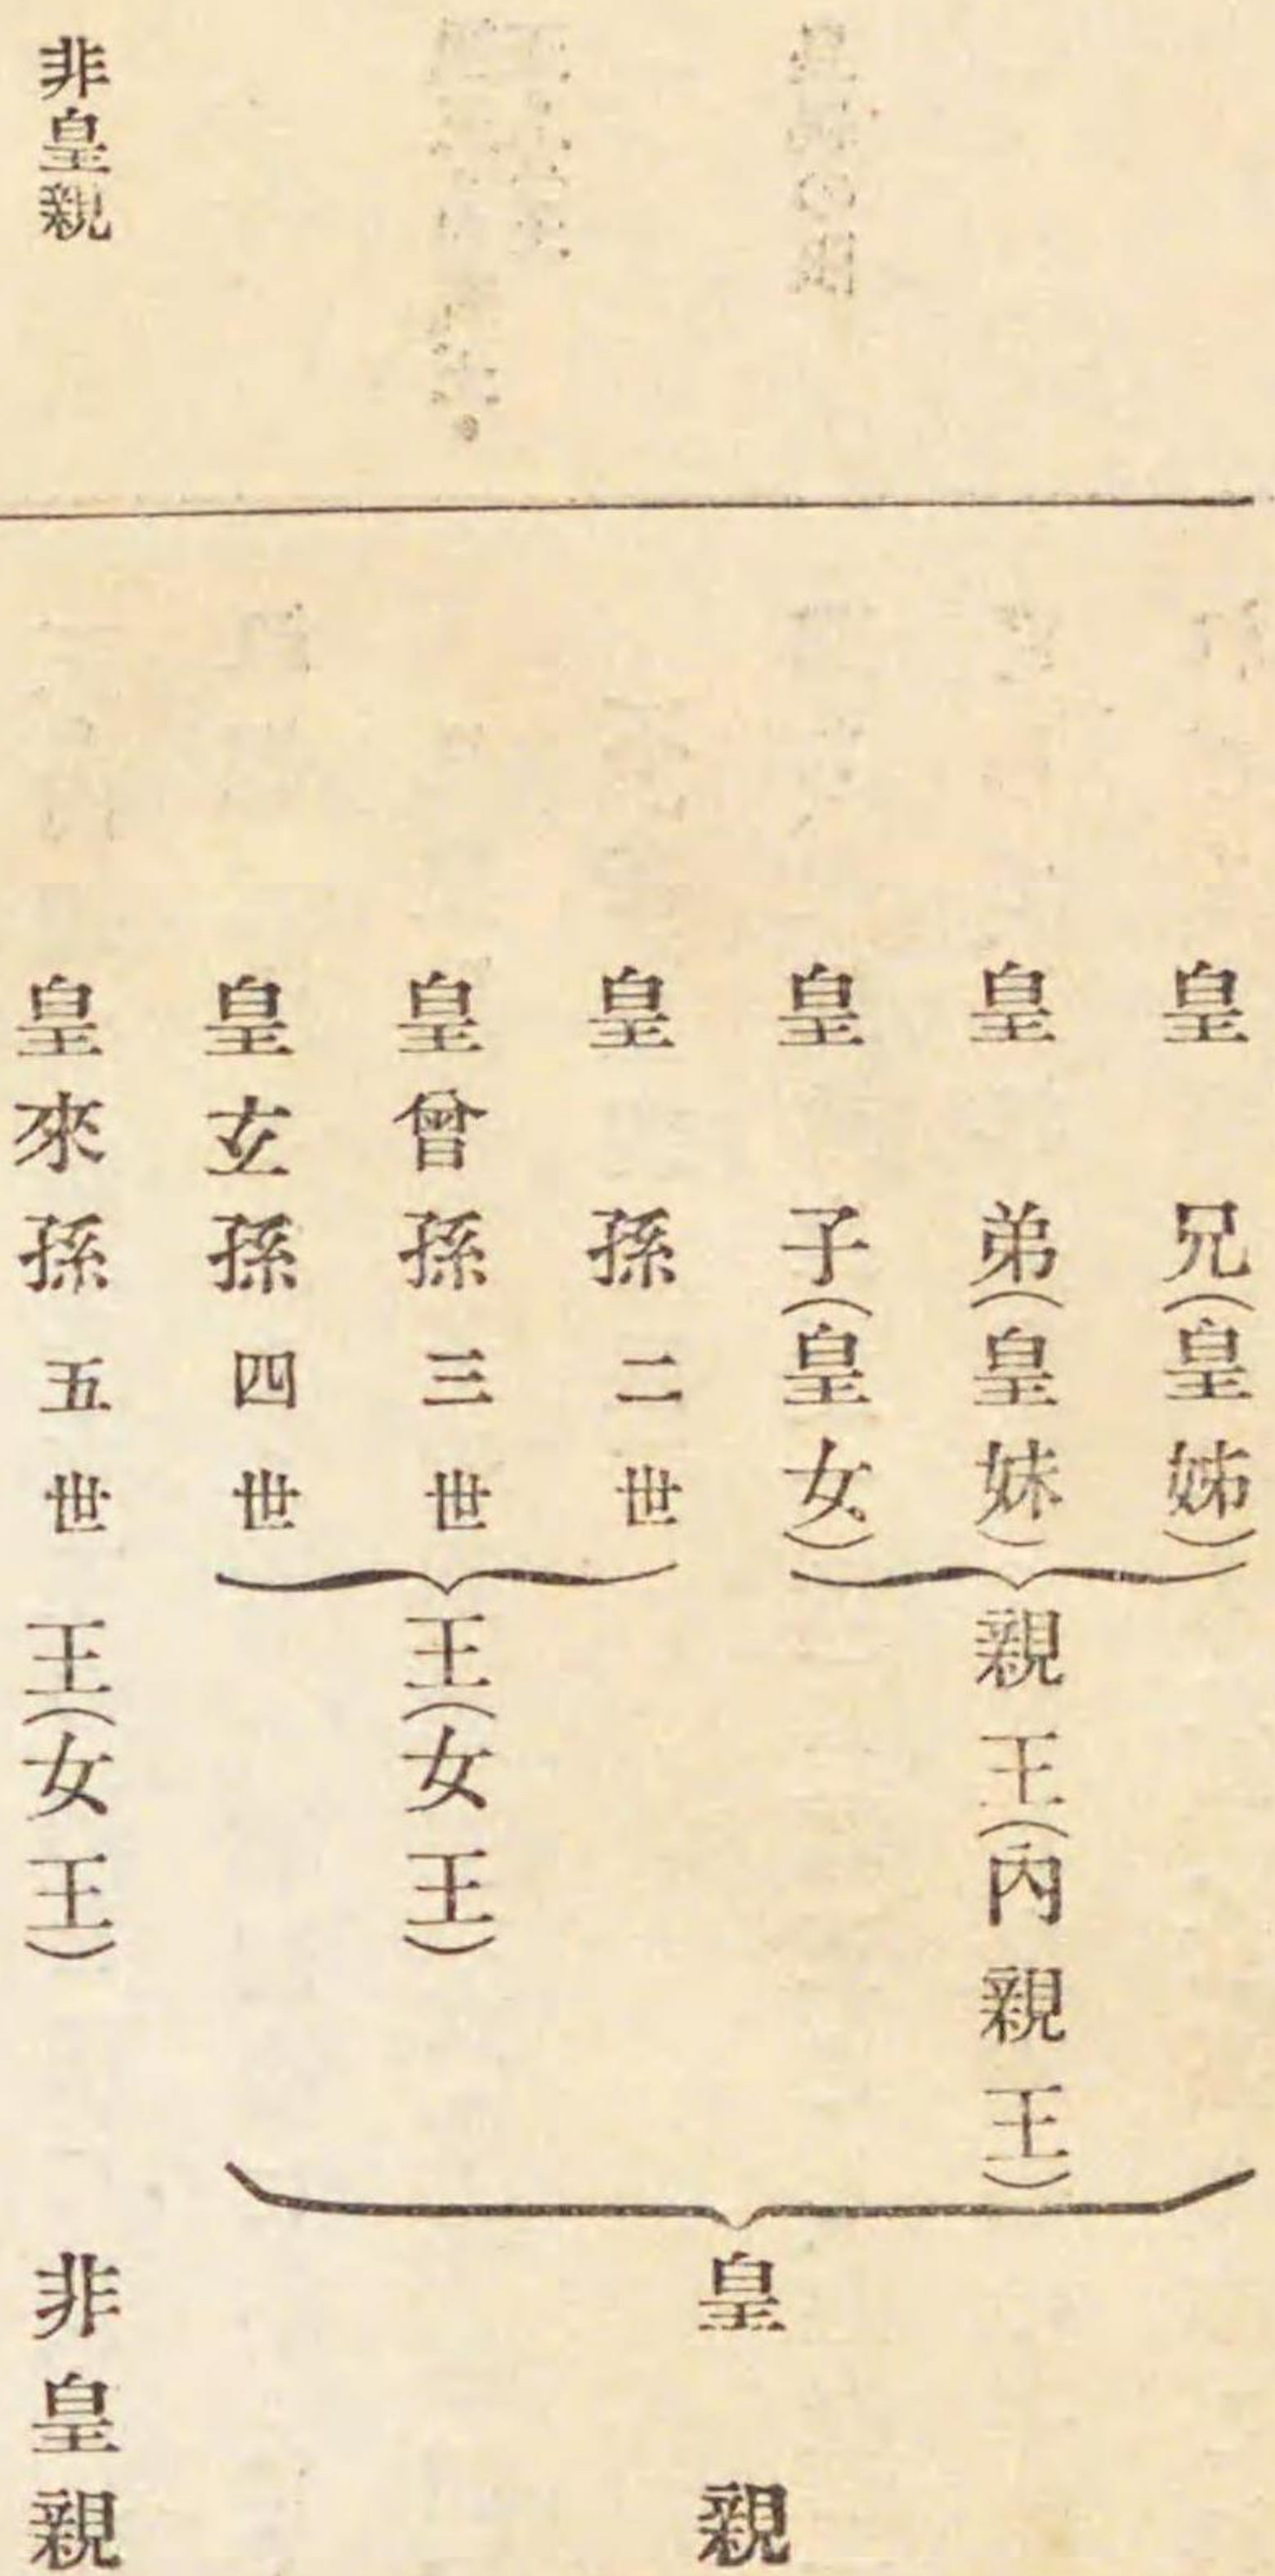 皇兄(皇姊)
皇弟(皇妹)
皇子(皇女)
親王(內親王)
皇孫二世
皇曾孫三世
皇玄孫四世
王(女王)
皇親
非皇親
皇來孫五世王(女王)非皇親